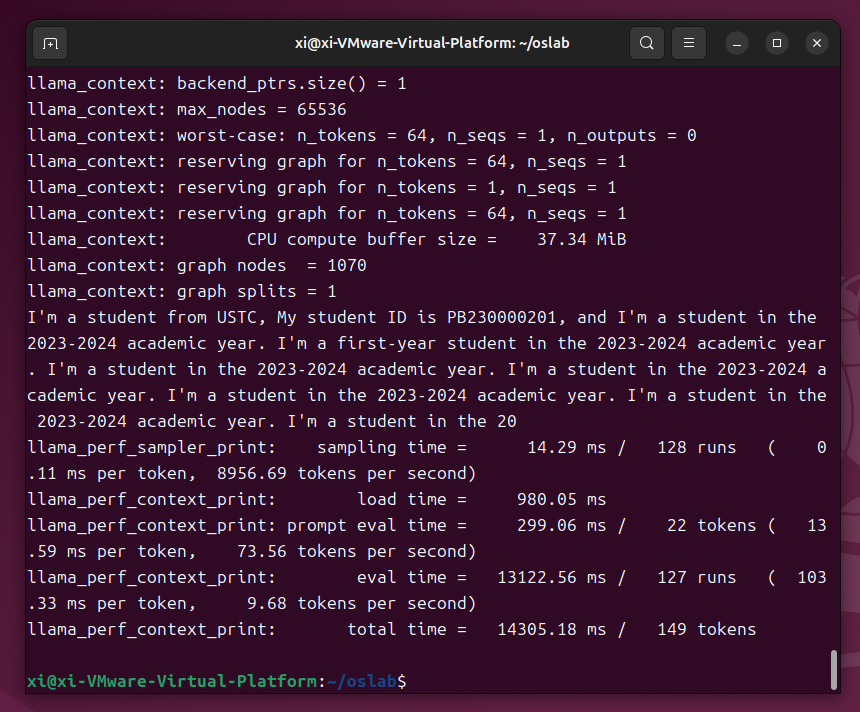 xi@xi-VMware-Virtual-Platform: ~/oslab
llama_context: backend_ptrs.size() = 1
llama_context: max_nodes = 65536
llama_context: worst-case: n_tokens = 64, n_seqs = 1, n_outputs = 0
llama_context: reserving graph for n_tokens = 64, n_seqs = 1
llama_context: reserving graph for n_tokens = 1, n_seqs = 1
llama_context: reserving graph for n_tokens = 64, n_seqs = 1
llama_context:        CPU compute buffer size =    37.34 MiB
llama_context: graph nodes  = 1070
llama_context: graph splits = 1
I'm a student from USTC, My student ID is PB230000201, and I'm a student in the
2023-2024 academic year. I'm a first-year student in the 2023-2024 academic year
. I'm a student in the 2023-2024 academic year. I'm a student in the 2023-2024 a
cademic year. I'm a student in the 2023-2024 academic year. I'm a student in the
 2023-2024 academic year. I'm a student in the 20
llama_perf_sampler_print:    sampling time =      14.29 ms /   128 runs   (    0
.11 ms per token,  8956.69 tokens per second)
llama_perf_context_print:        load time =     980.05 ms
llama_perf_context_print: prompt eval time =     299.06 ms /    22 tokens (   13
.59 ms per token,    73.56 tokens per second)
llama_perf_context_print:        eval time =   13122.56 ms /   127 runs   (  103
.33 ms per token,     9.68 tokens per second)
llama_perf_context_print:       total time =   14305.18 ms /   149 tokens
xi@xi-VMware-Virtual-Platform:~/oslab$